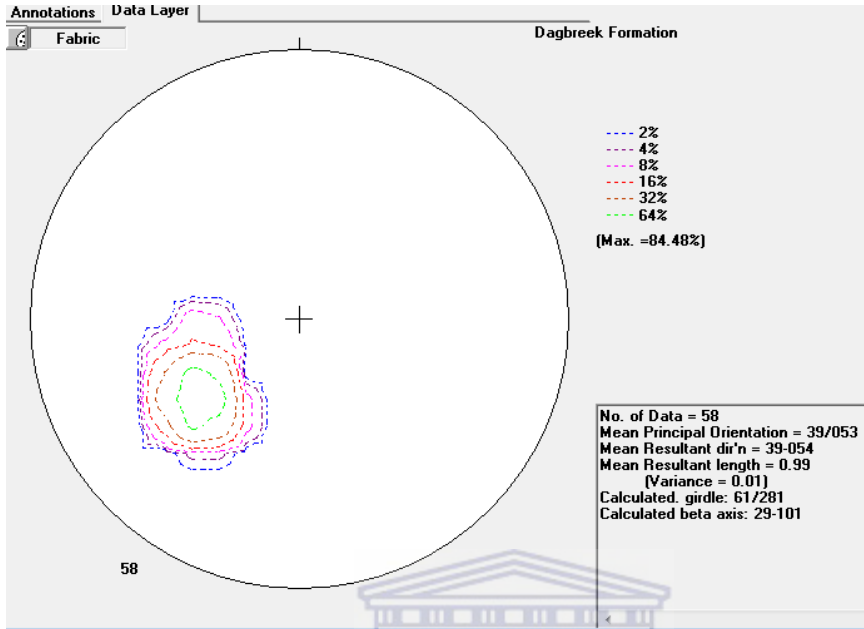 Annotations Data Layer
Fabric
Dagbreek Formation
2%
4%
8%
16%
32%
64%
(Max. =84.48%)
No. of Data = 58
Mean Principal Orientation = 39/053
Mean Resultant dir'n = 39-054
Mean Resultant length = 0.99
(Variance = 0.01)
Calculated. girdle: 61/281
Calculated beta axis: 29-101
58